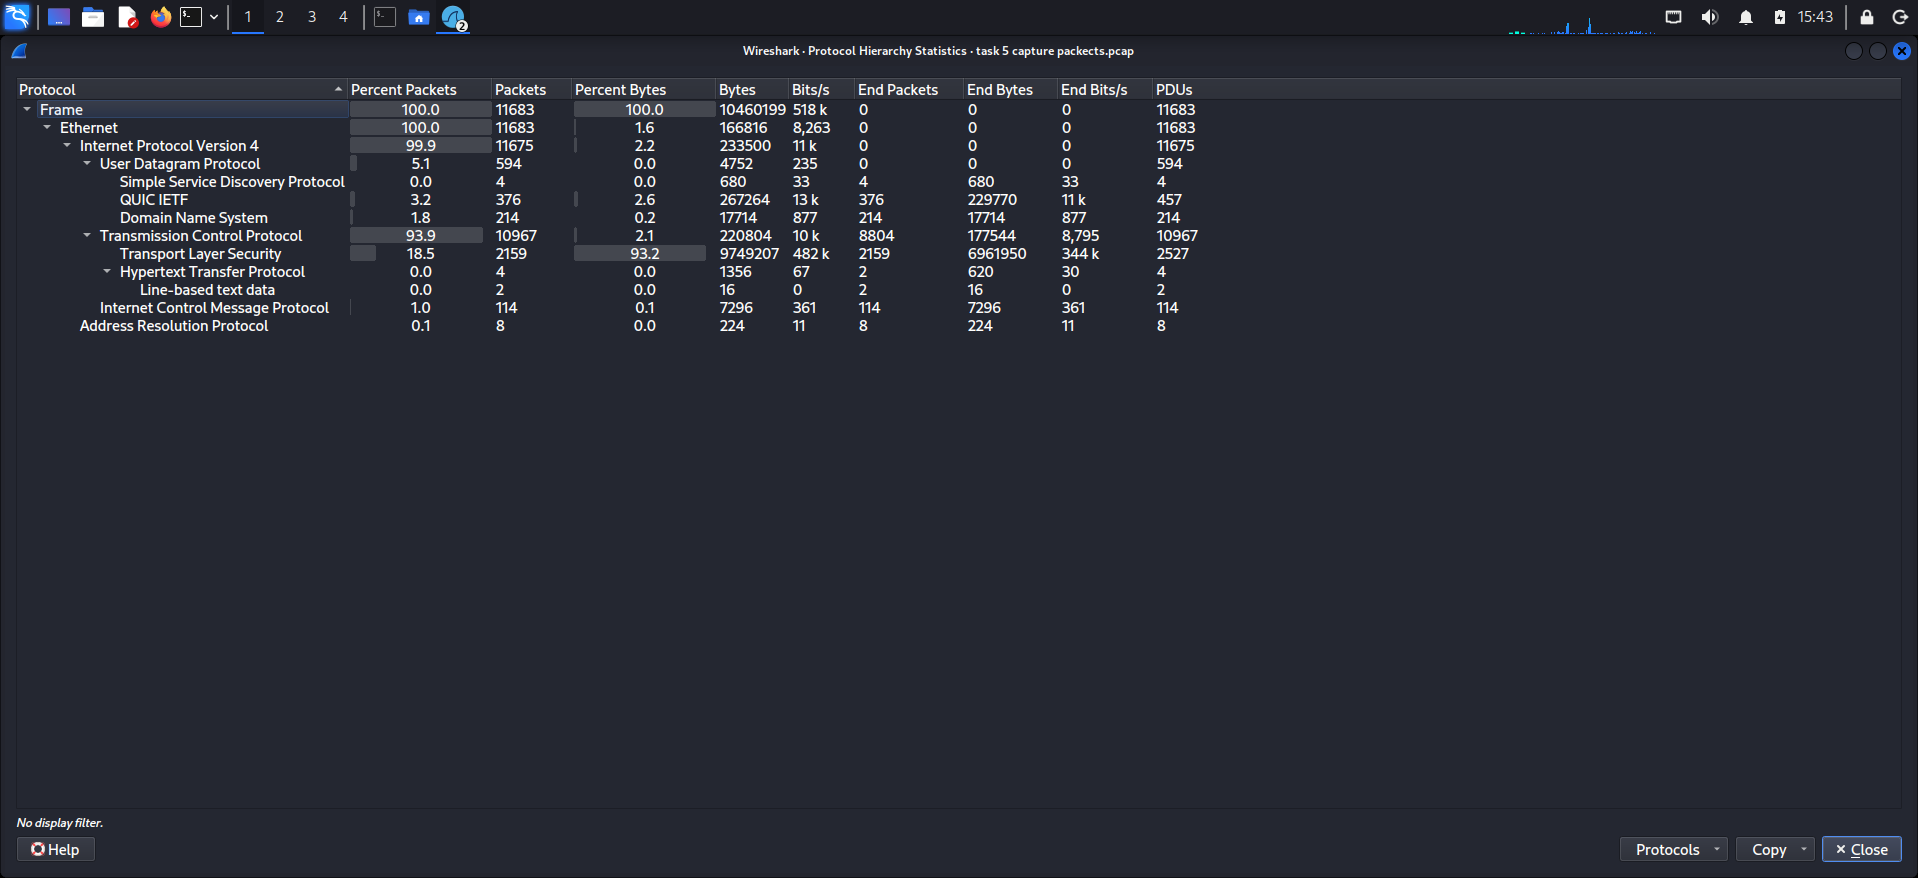 1 2 3 4 2 15:43
Wireshark · Protocol Hierarchy Statistics · task 5 capture packects.pcap
Protocol Percent Packets Packets Percent Bytes Bytes Bits/s End Packets End Bytes End Bits/s PDUs
Frame 100.0 11683 100.0 10460199 518 k 0 0 0 11683
Ethernet 100.0 11683 1.6 166816 8,263 0 0 0 11683
Internet Protocol Version 4 99.9 11675 2.2 233500 11 k 0 0 0 11675
User Datagram Protocol 5.1 594 0.0 4752 235 0 0 0 594
Simple Service Discovery Protocol 0.0 4 0.0 680 33 4 680 33 4
QUIC IETF 3.2 376 2.6 267264 13 k 376 229770 11 k 457
Domain Name System 1.8 214 0.2 17714 877 214 17714 877 214
Transmission Control Protocol 93.9 10967 2.1 220804 10 k 8804 177544 8,795 10967
Transport Layer Security 18.5 2159 93.2 9749207 482 k 2159 6961950 344 k 2527
Hypertext Transfer Protocol 0.0 4 0.0 1356 67 2 620 30 4
Line-based text data 0.0 2 0.0 16 0 2 16 0 2
Internet Control Message Protocol 1.0 114 0.1 7296 361 114 7296 361 114
Address Resolution Protocol 0.1 8 0.0 224 11 8 224 11 8
No display filter.
Help Protocols Copy Close